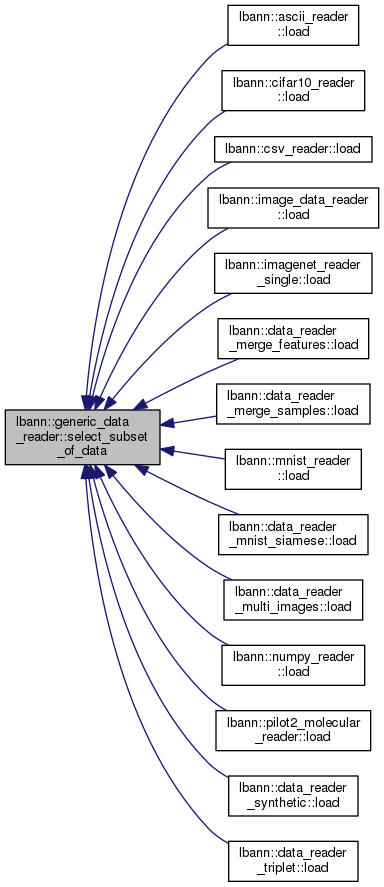 lbann::ascii_reader
::load
lbann::cifar10_reader
::load
lbann::csv_reader::load
lbann::image_data_reader
::load
lbann::imagenet_reader
_single::load
lbann::data_reader
_merge_features::load
lbann::data_reader
_merge_samples::load
lbann::generic_data
_reader::select_subset
_of_data
lbann::mnist_reader
::load
lbann::data_reader
_mnist_siamese::load
lbann::data_reader
_multi_images::load
lbann::numpy_reader
::load
lbann::pilot2_molecular
_reader::load
lbann::data_reader
_synthetic::load
lbann::data_reader
_triplet::load